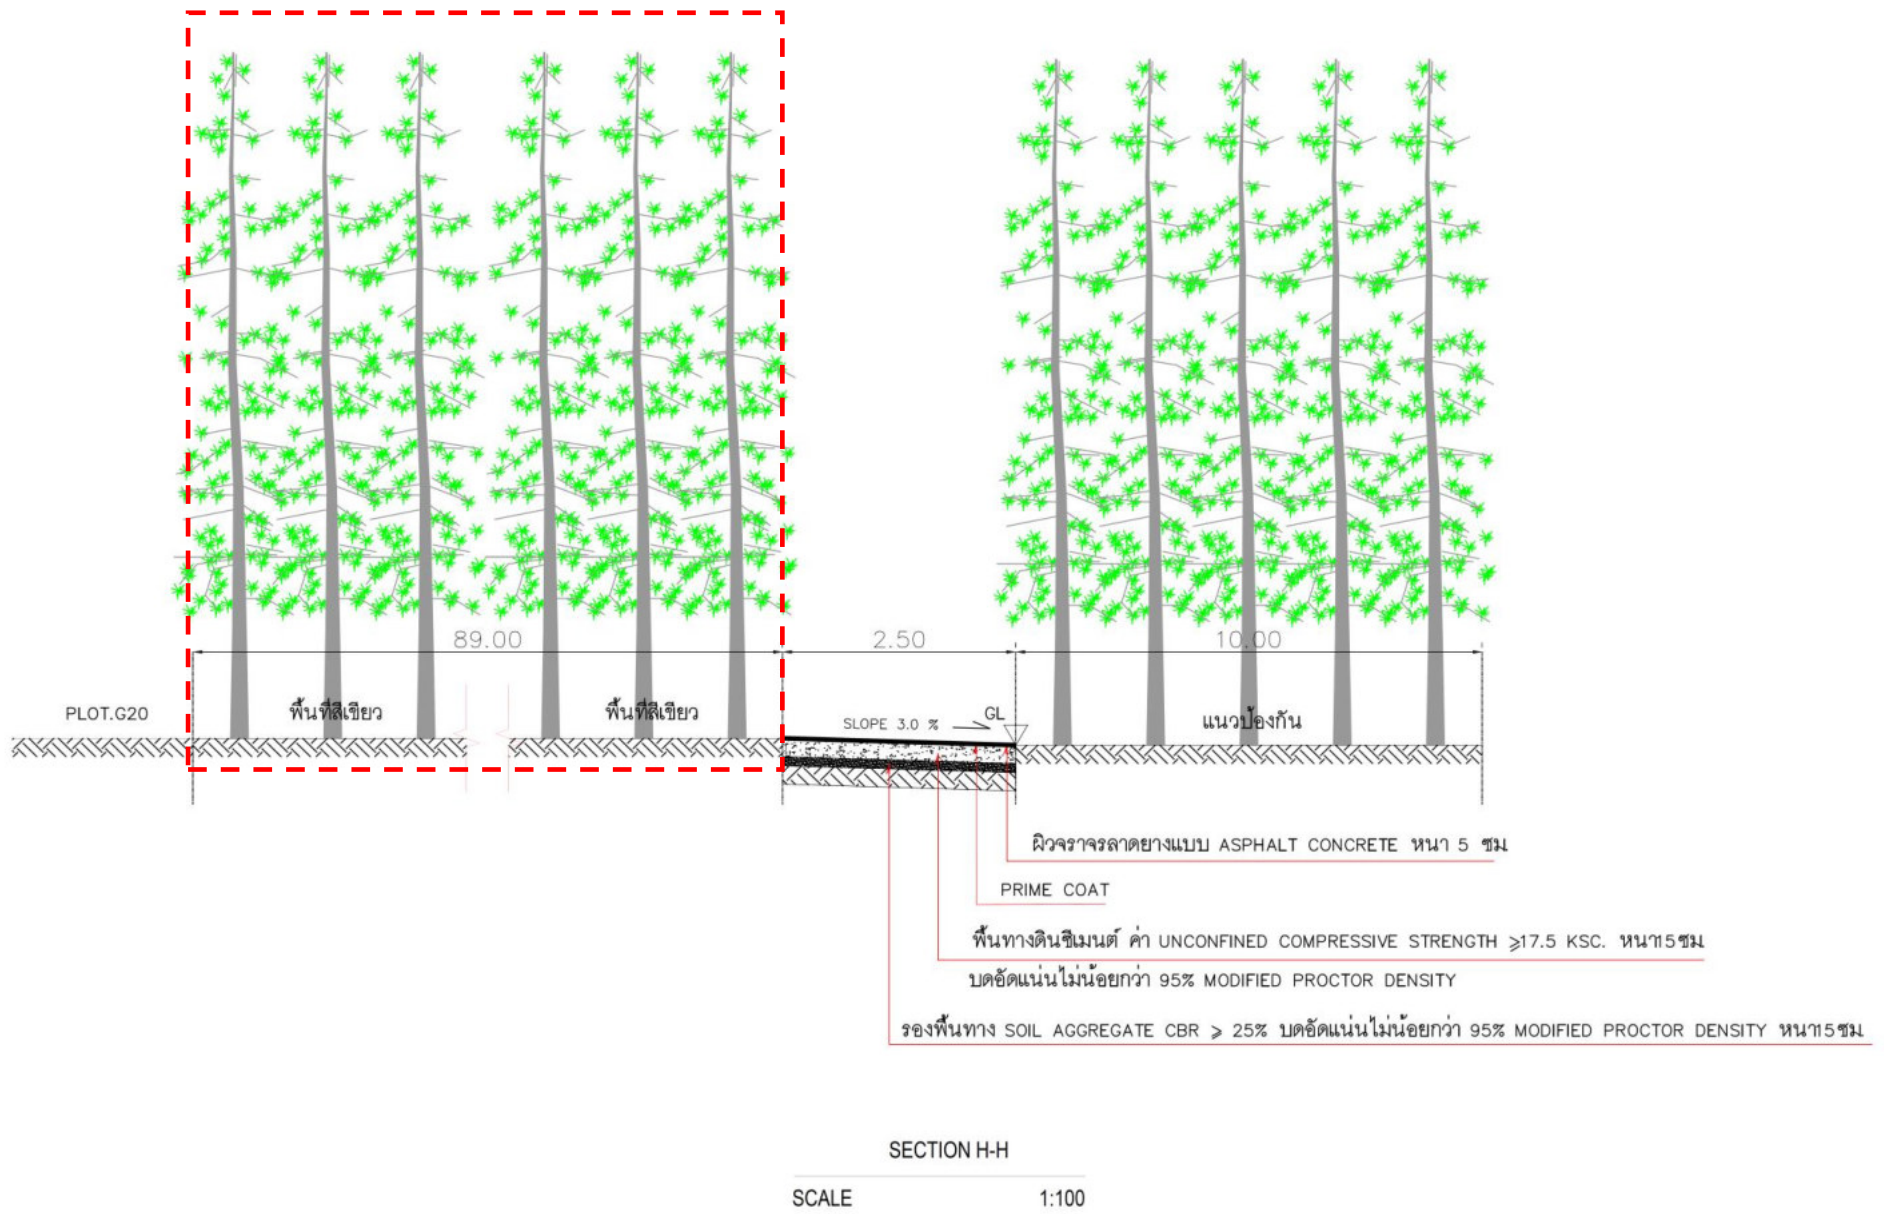 89.00
2.50
10.00
PLOT.G20
พื้นที่สีเขียว
พื้นที่สีเขียว
SLOPE 3.0 %
GL
แนวป้องกัน
ผิวจราจรลาดยางแบบ ASPHALT CONCRETE หนา 5 ซม
PRIME COAT
พื้นทางดินซีเมนต์ ค่า UNCONFINED COMPRESSIVE STRENGTH ⩾17.5 KSC. หนา15ซม
บดอัดแน่นไม่น้อยกว่า 95% MODIFIED PROCTOR DENSITY
รองพื้นทาง SOIL AGGREGATE CBR ⩾ 25% บดอัดแน่นไม่น้อยกว่า 95% MODIFIED PROCTOR DENSITY หนา15ซม
SECTION H-H
SCALE 1:100